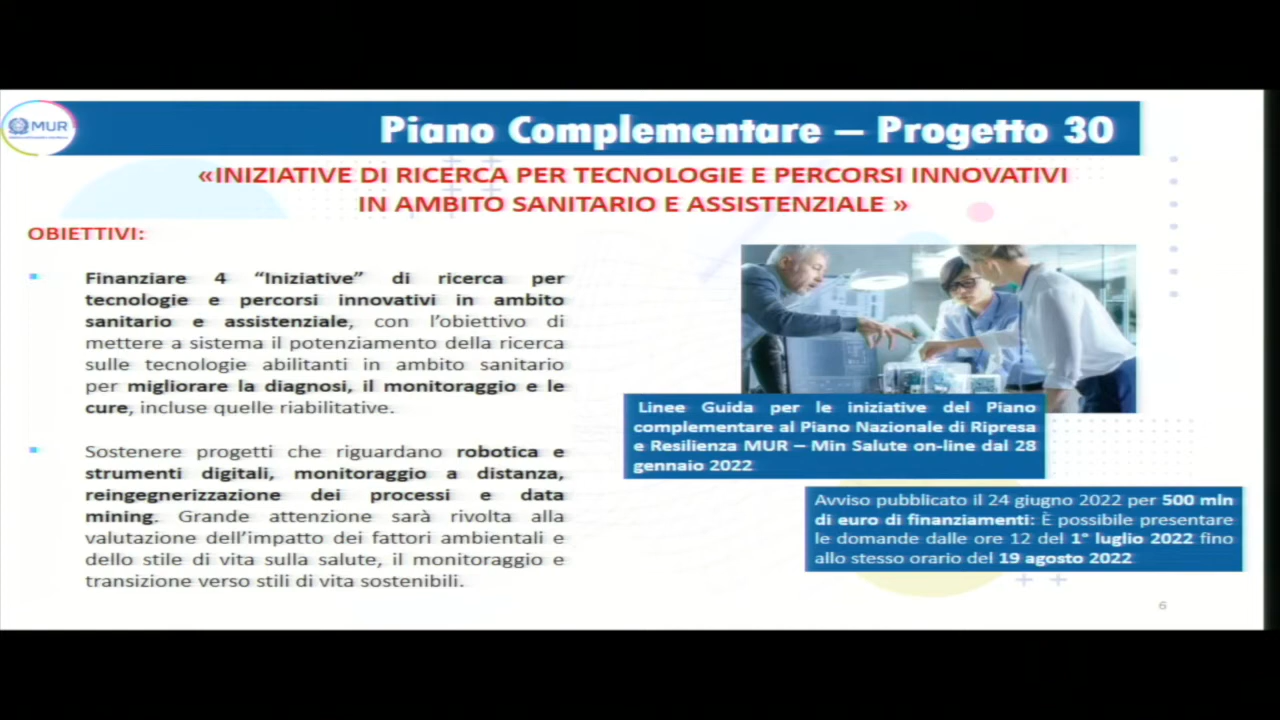 MUR
Piano Complementare – Progetto 30
«INIZIATIVE DI RICERCA PER TECNOLOGIE E PERCORSI INNOVATIVI
IN AMBITO SANITARIO E ASSISTENZIALE »
OBIETTIVI:
Finanziare 4 “Iniziative” di ricerca per
tecnologie e percorsi innovativi in ambito
sanitario e assistenziale, con l’obiettivo di
mettere a sistema il potenziamento della ricerca
sulle tecnologie abilitanti in ambito sanitario
per migliorare la diagnosi, il monitoraggio e le
cure, incluse quelle riabilitative.
Sostenere progetti che riguardano robotica e
strumenti digitali, monitoraggio a distanza,
reingegnerizzazione dei processi e data
mining. Grande attenzione sarà rivolta alla
valutazione dell’impatto dei fattori ambientali e
dello stile di vita sulla salute, il monitoraggio e
transizione verso stili di vita sostenibili.
Linee Guida per le iniziative del Piano
complementare al Piano Nazionale di Ripresa
e Resilienza MUR – Min Salute on-line dal 28
gennaio 2022
Avviso pubblicato il 24 giugno 2022 per 500 mln
di euro di finanziamenti: È possibile presentare
le domande dalle ore 12 del 1° luglio 2022 fino
allo stesso orario del 19 agosto 2022
6